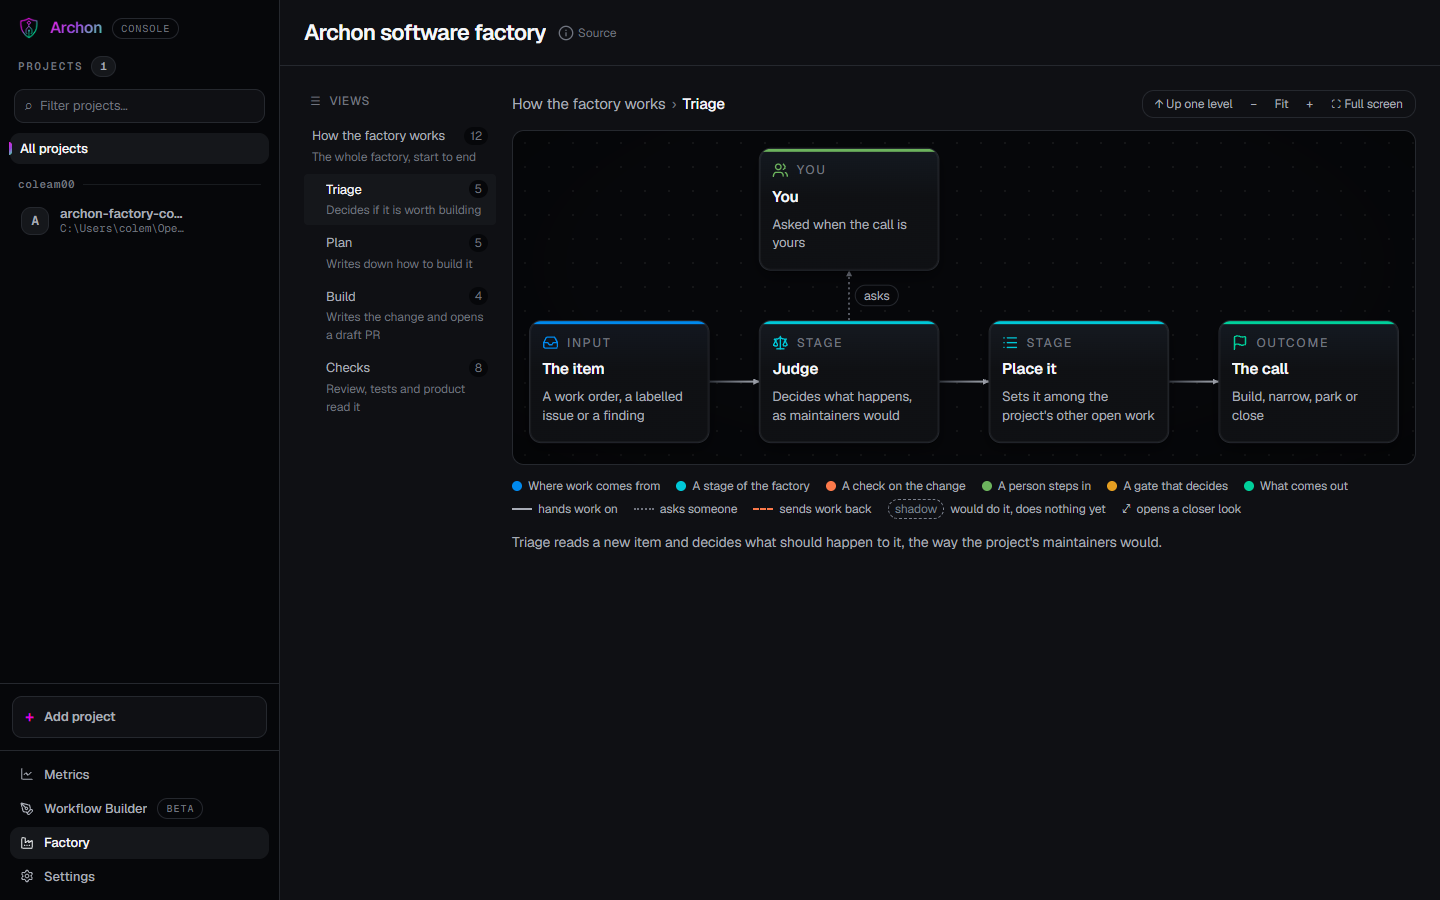 Archon CONSOLE
PROJECTS 1
Filter projects...
All projects
coleam00
A archon-factory-co...
C:\Users\colem\Ope...
Add project
Metrics
Workflow Builder BETA
Factory
Settings
Archon software factory Source
VIEWS
How the factory works 12
The whole factory, start to end
Triage 5
Decides if it is worth building
Plan 5
Writes down how to build it
Build 4
Writes the change and opens
a draft PR
Checks 8
Review, tests and product
read it
How the factory works › Triage
↑ Up one level − Fit + Full screen
YOU
You
Asked when the call is
yours
asks
INPUT
The item
A work order, a labelled
issue or a finding
STAGE
Judge
Decides what happens,
as maintainers would
STAGE
Place it
Sets it among the
project's other open work
OUTCOME
The call
Build, narrow, park or
close
Where work comes from A stage of the factory A check on the change A person steps in A gate that decides What comes out
hands work on asks someone sends work back shadow would do it, does nothing yet ⤢ opens a closer look
Triage reads a new item and decides what should happen to it, the way the project's maintainers would.